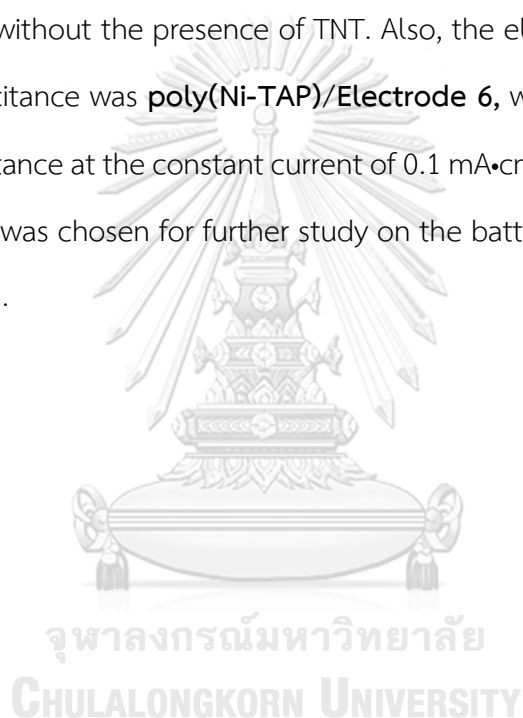 without the presence of TNT. Also, the el
citance was poly(Ni-TAP)/Electrode 6, w
tance at the constant current of 0.1 mA•cr
was chosen for further study on the batt
.
จุฬาลงกรณ์มหาวิทยาลัย
CHULALONGKORN UNIVERSITY